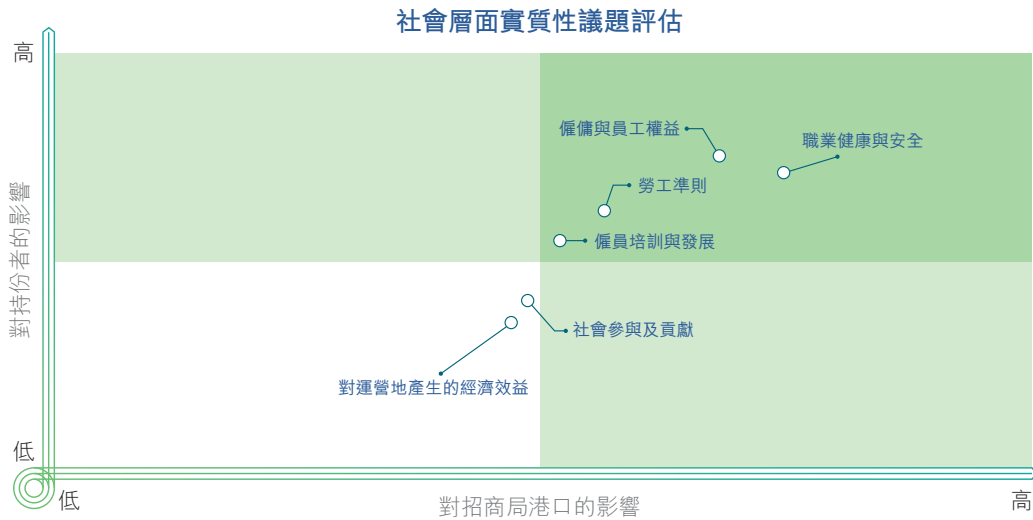 社會層面實質性議題評估
高
對持份者的影響
僱傭與員工權益
職業健康與安全
勞工準則
僱員培訓與發展
社會參與及貢獻
對運營地產生的經濟效益
低
低
對招商局港口的影響
高